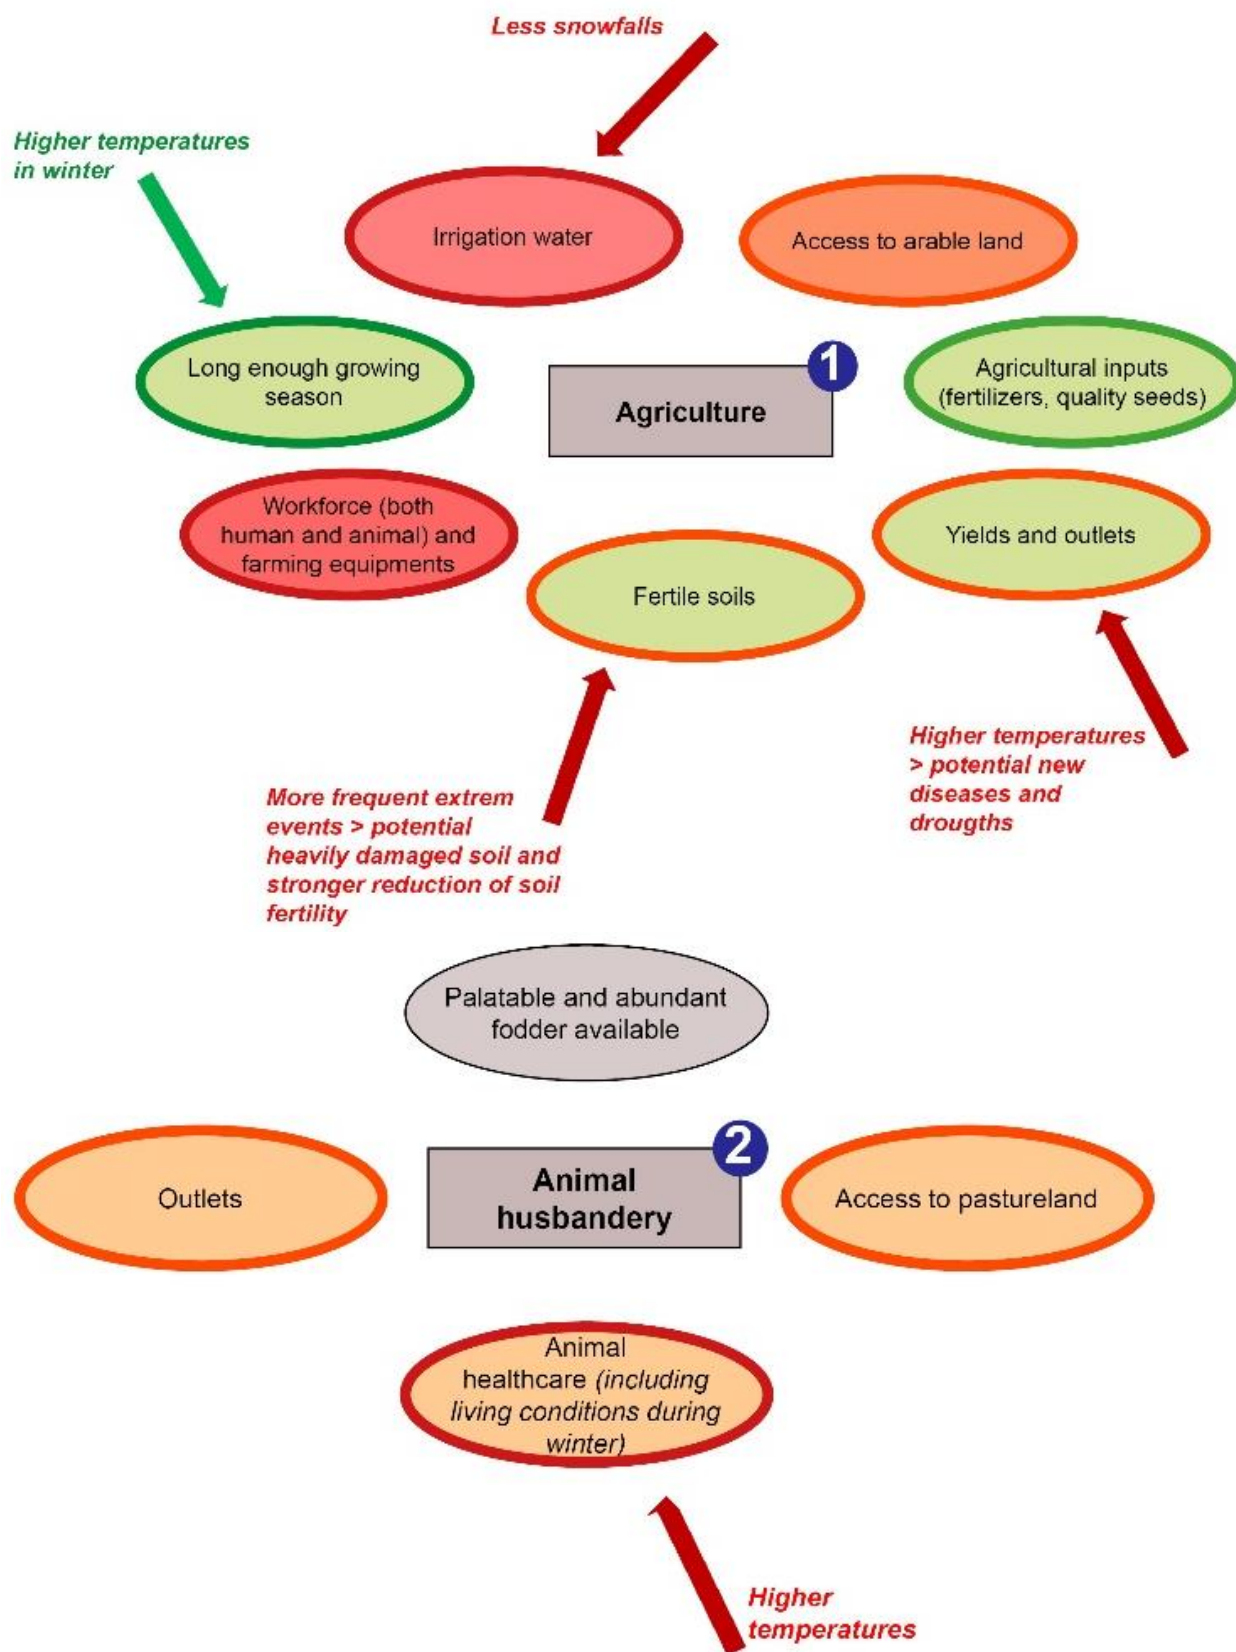 Less snowfalls
Higher temperatures
in winter
Irrigation water
Access to arable land
Long enough growing
season
1
Agriculture
Agricultural inputs
(fertilizers, quality seeds)
Workforce (both
human and animal) and
farming equipments
Fertile soils
Yields and outlets
More frequent extrem
events > potential
heavily damaged soil and
stronger reduction of soil
fertility
Higher temperatures
> potential new
diseases and
drougths
Palatable and abundant
fodder available
Outlets
2
Animal
husbandery
Access to pastureland
Animal
healthcare (including
living conditions during
winter)
Higher
temperatures